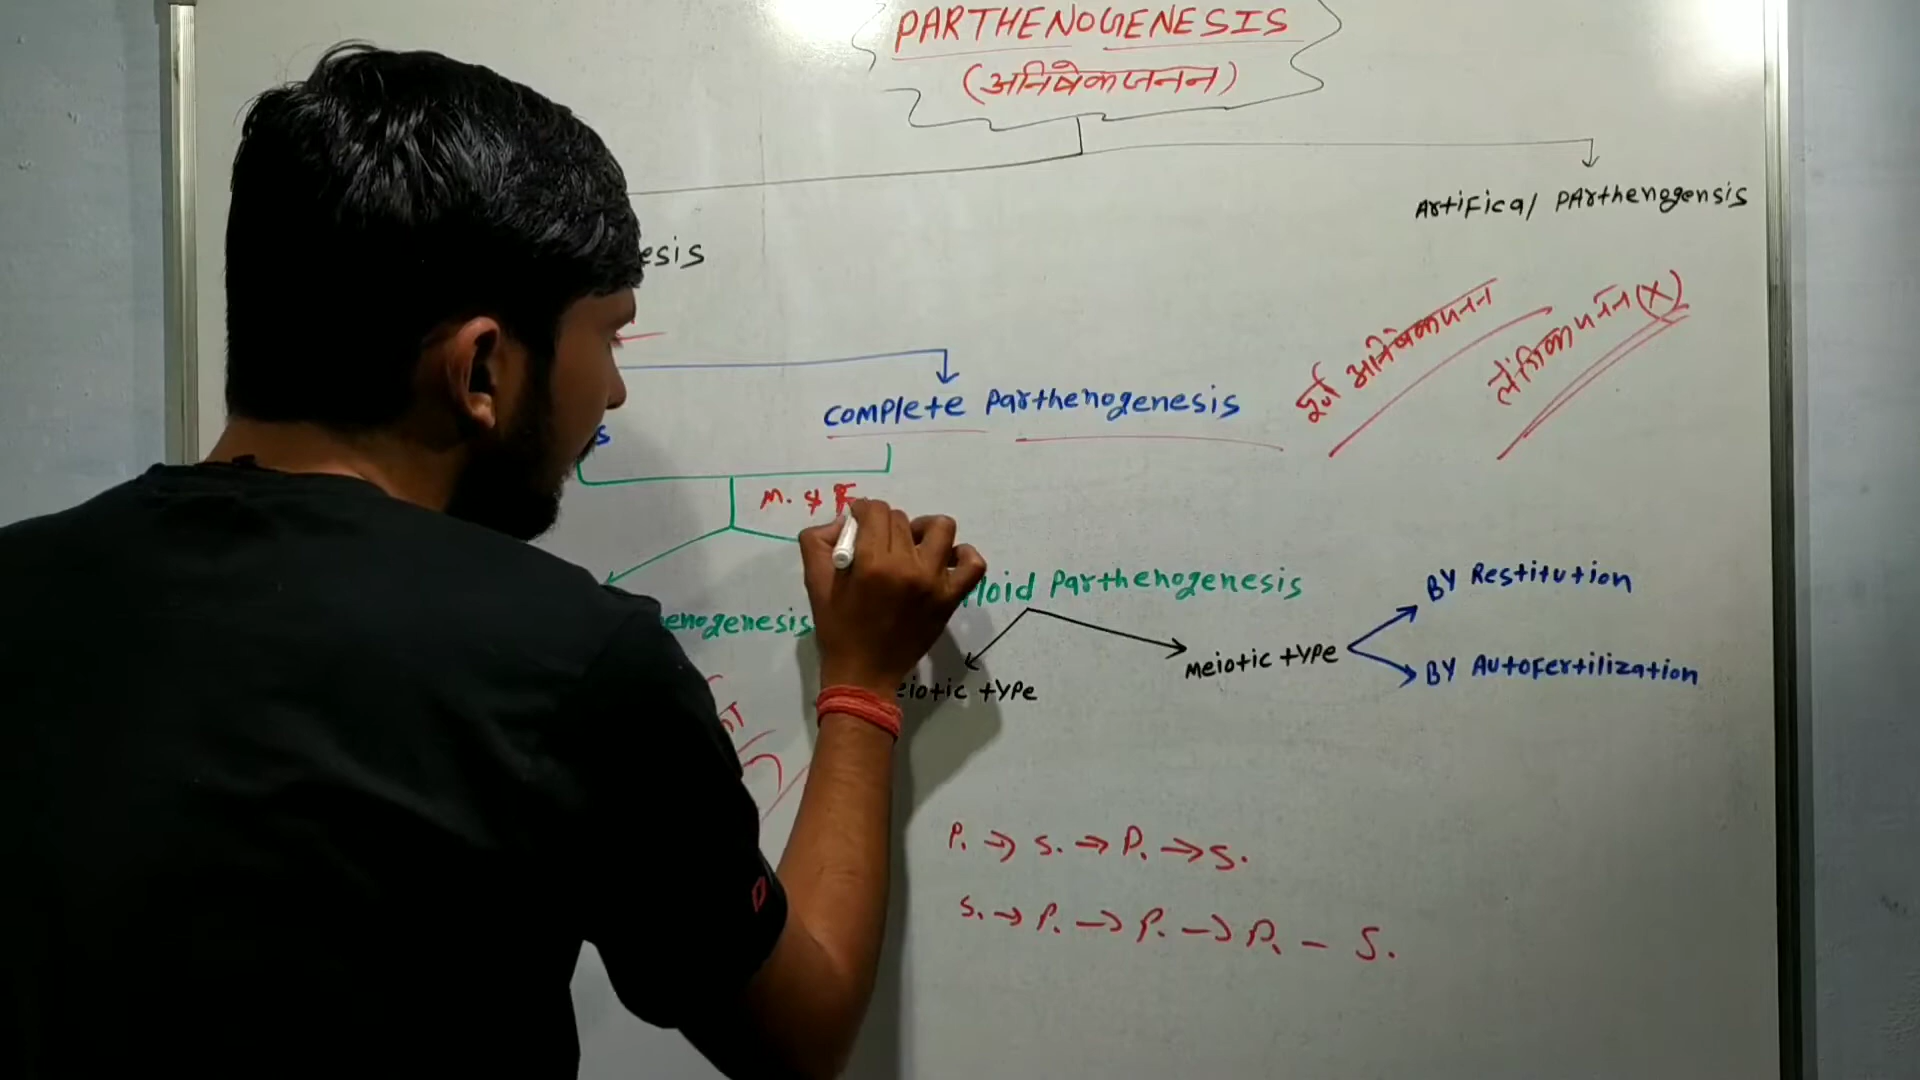 PARTHENOGENESIS
(अनिषेकजनन)
Artifical Parthenogensis
esis
complete Parthenogenesis
पूर्ण अनिषेकजनन
लैंगिक जनन (X)
s
M. &
loid Parthenogenesis
enogenesis
eiotic type
Meiotic type
BY Restitution
BY Autofertilization
P. → S. → P. → S.
S. → P. → P. → P. – S.